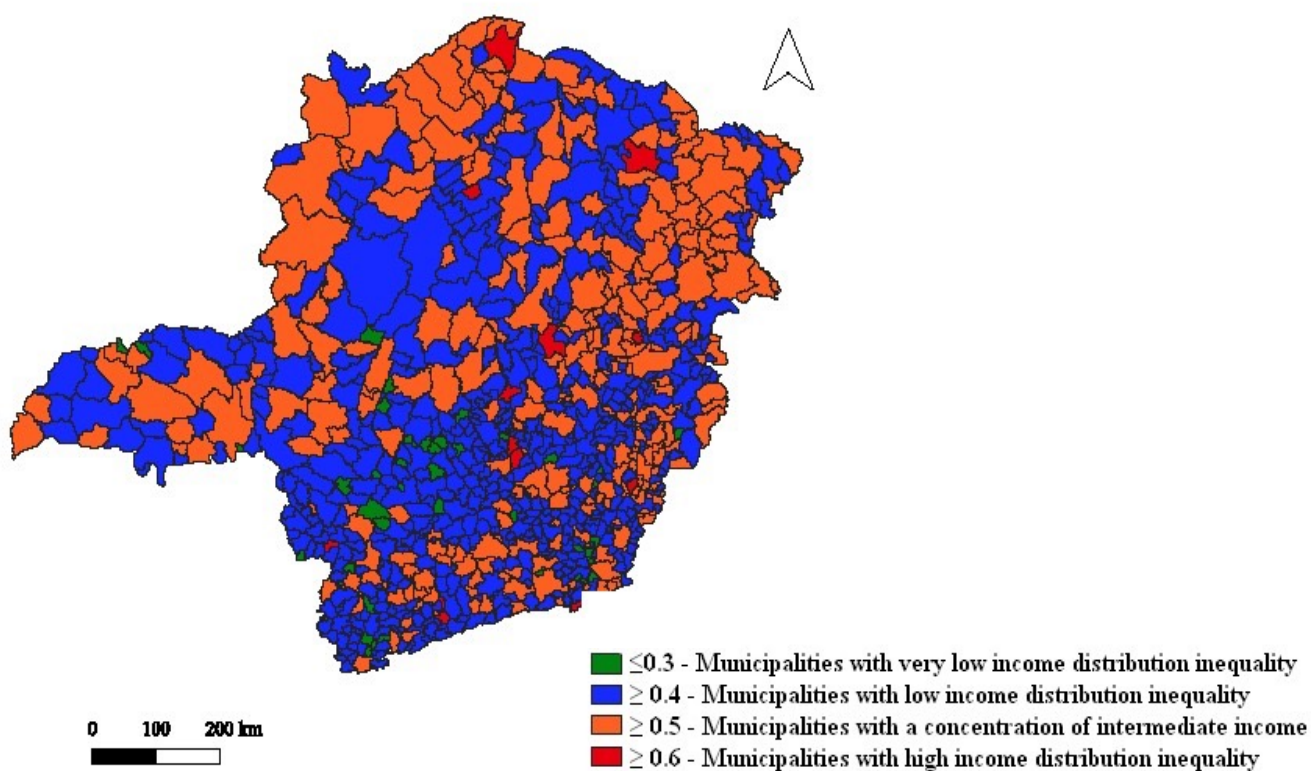 ≤0.3 - Municipalities with very low income distribution inequality
≥ 0.4 - Municipalities with low income distribution inequality
≥ 0.5 - Municipalities with a concentration of intermediate income
≥ 0.6 - Municipalities with high income distribution inequality
0 100 200 km